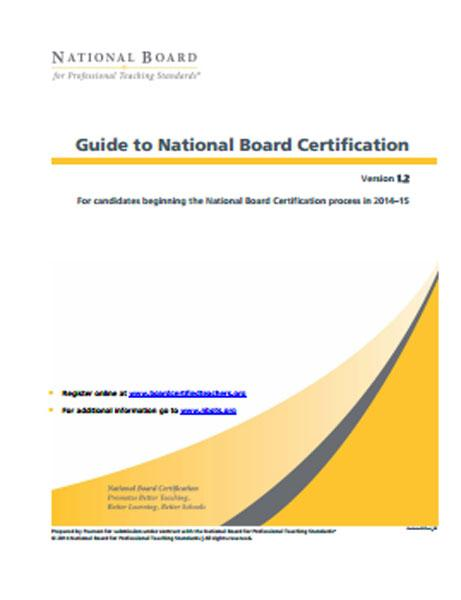 NATIONAL BOARD
for Professional Teaching Standards®
Guide to National Board Certification
Version 1.2
For candidates beginning the National Board Certification process in 2014–15
Register online at www.boardcertifiedteachers.org
For additional information go to www.nbpts.org
National Board Certification
Promotes Better Teaching,
Better Learning, Better Schools
Prepared by Pearson for submission under contract with the National Board for Professional Teaching Standards®
© 2014 National Board for Professional Teaching Standards | All rights reserved.